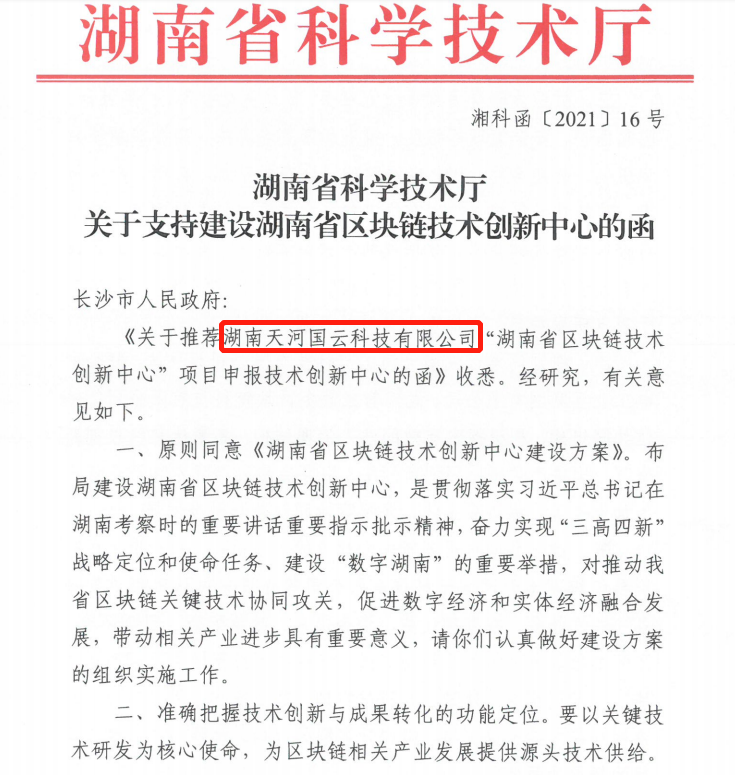 湖南省科学技术厅
湘科函〔2021〕16号
湖南省科学技术厅
关于支持建设湖南省区块链技术创新中心的函
长沙市人民政府：
《关于推荐湖南天河国云科技有限公司“湖南省区块链技术
创新中心”项目申报技术创新中心的函》收悉。经研究，有关意
见如下。
一、原则同意《湖南省区块链技术创新中心建设方案》。布
局建设湖南省区块链技术创新中心，是贯彻落实习近平总书记在
湖南考察时的重要讲话重要指示批示精神，奋力实现“三高四新”
战略定位和使命任务、建设“数字湖南”的重要举措，对推动我
省区块链关键技术协同攻关，促进数字经济和实体经济融合发
展，带动相关产业进步具有重要意义，请你们认真做好建设方案
的组织实施工作。
二、准确把握技术创新与成果转化的功能定位。要以关键技
术研发为核心使命，为区块链相关产业发展提供源头技术供给。